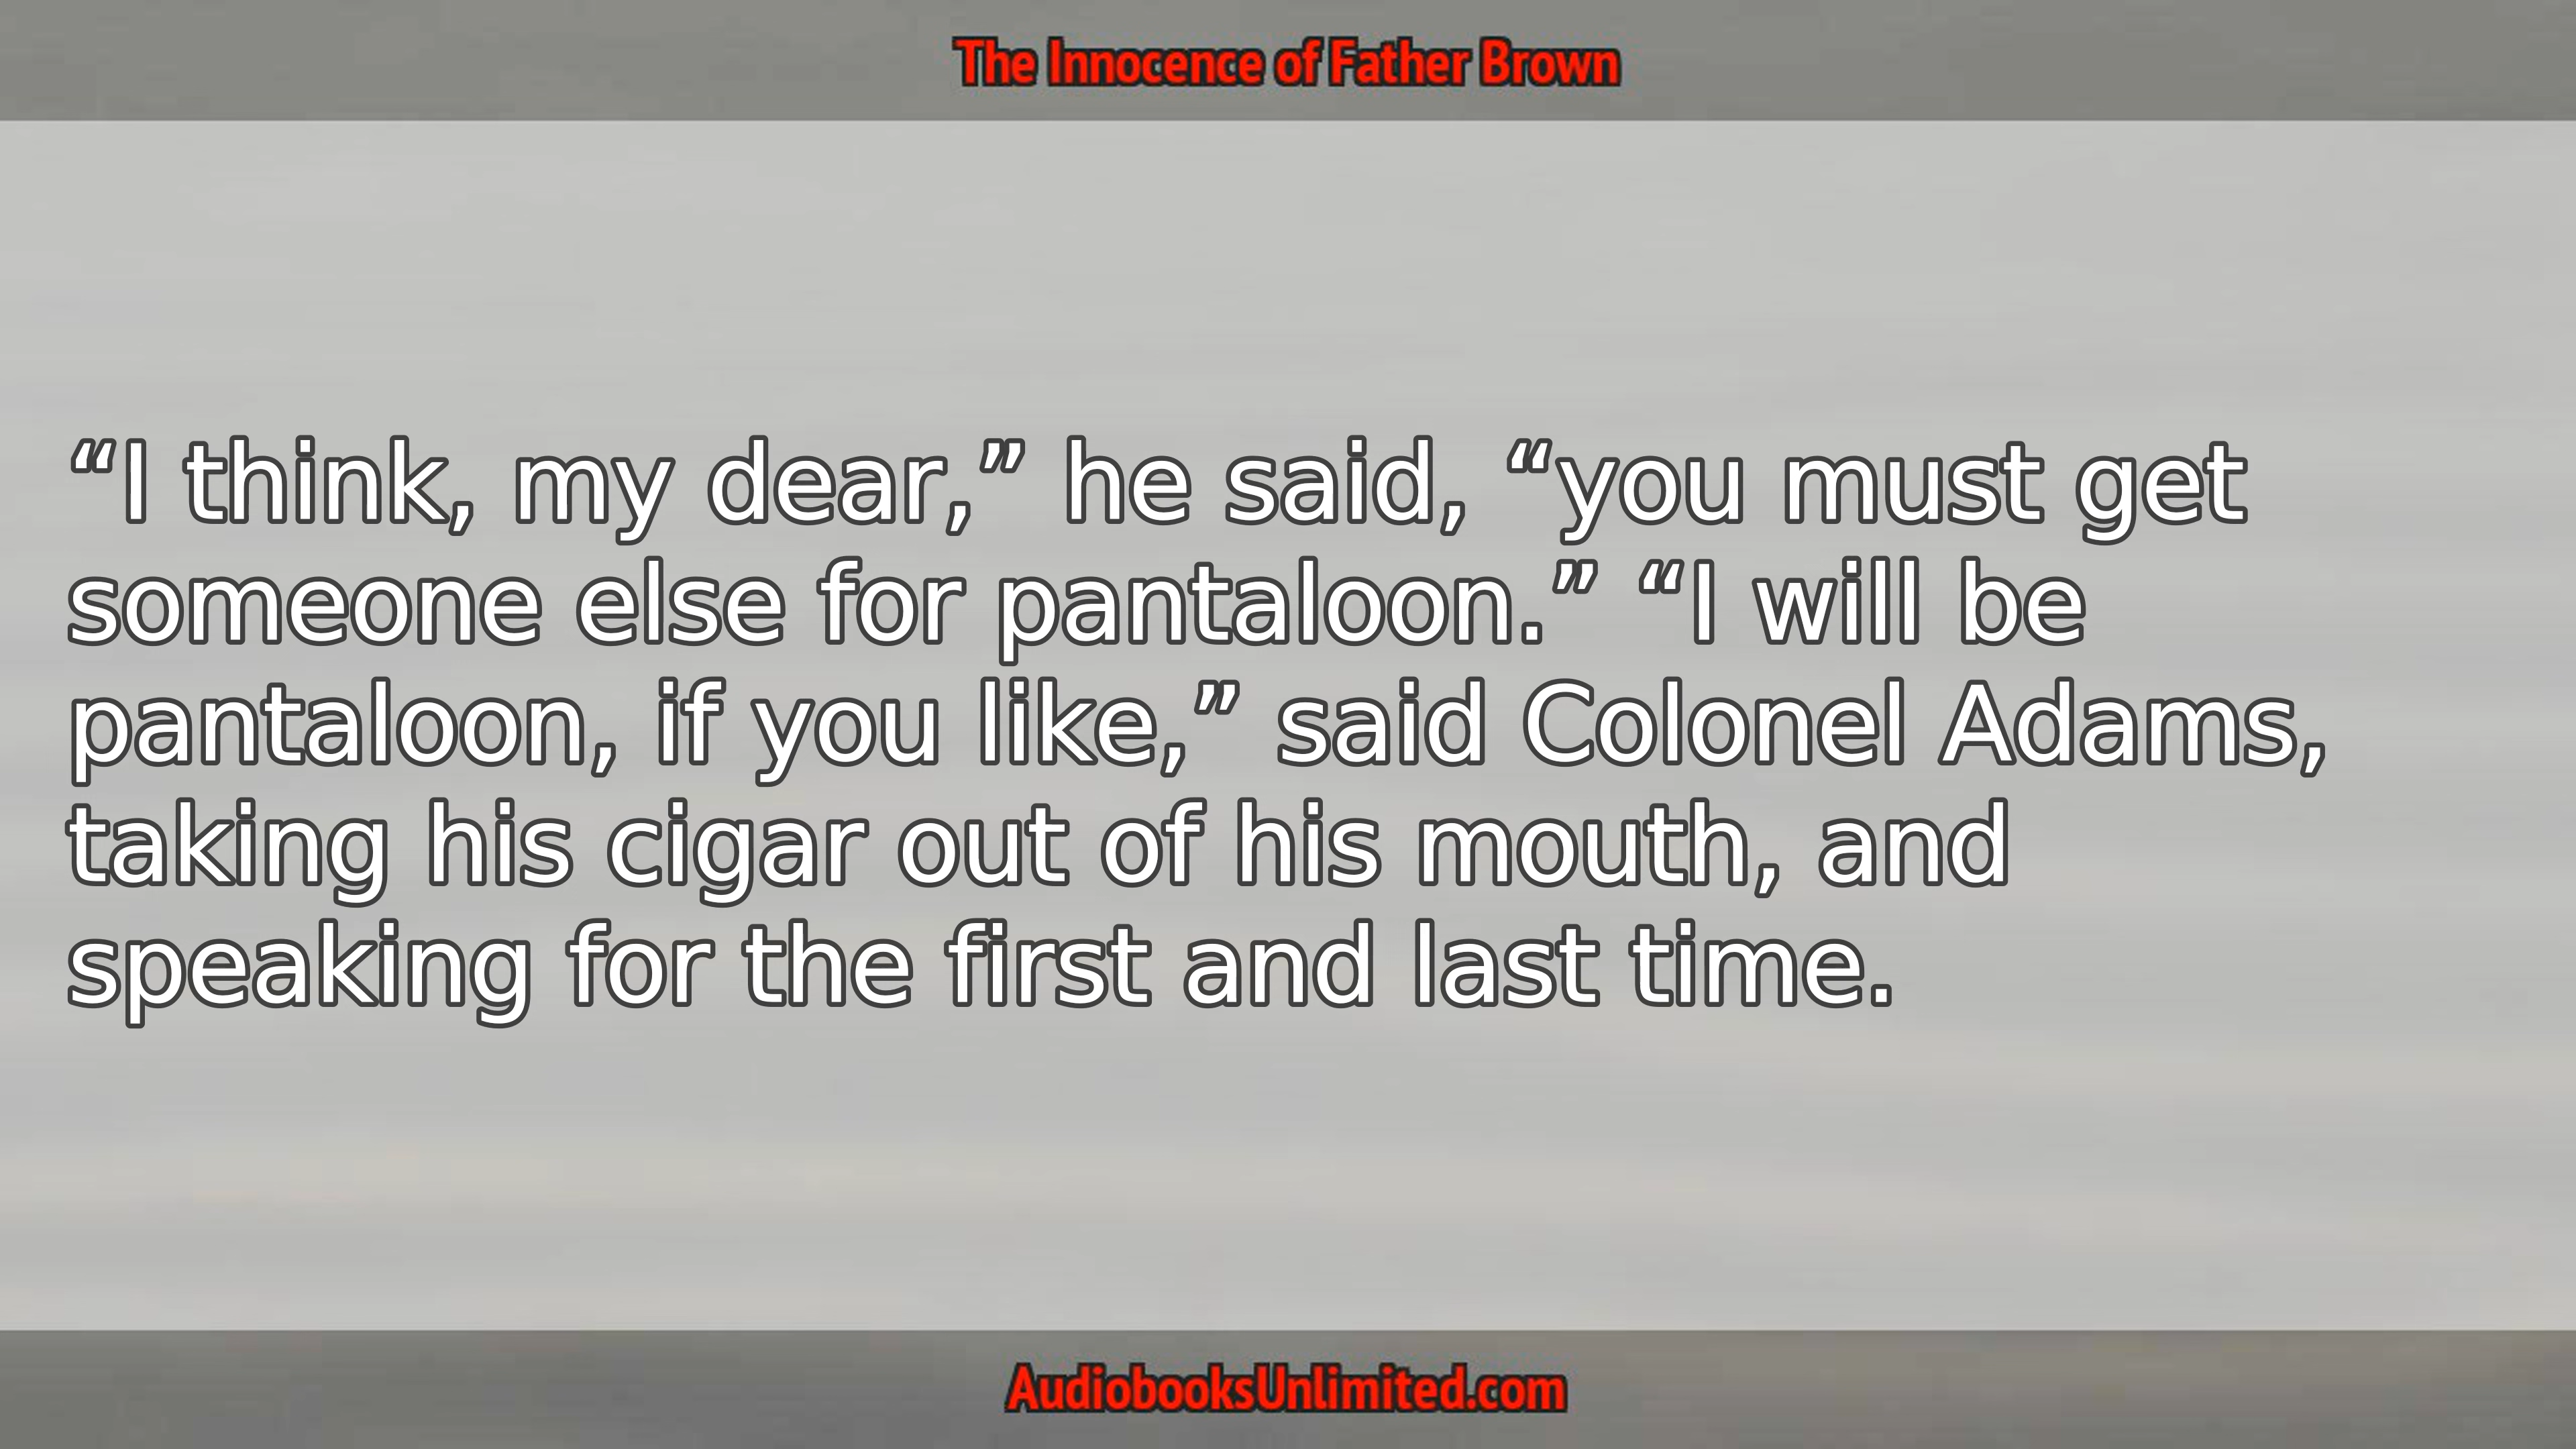 The Innocence of Father Brown
“I think, my dear,” he said, “you must get
someone else for pantaloon.” “I will be
pantaloon, if you like,” said Colonel Adams,
taking his cigar out of his mouth, and
speaking for the first and last time.
AudiobooksUnlimited.com